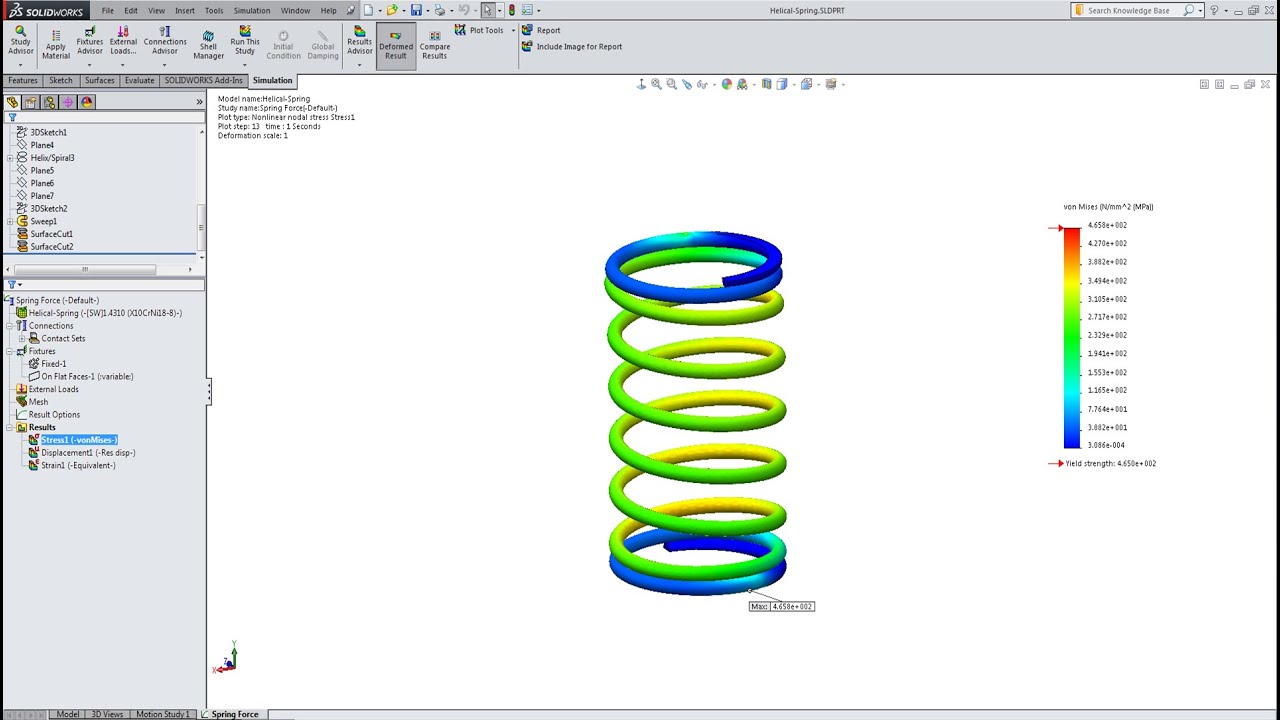 SOLIDWORKS
File Edit View Insert Tools Simulation Window Help
Helical-Spring.SLDPRT
Search Knowledge Base
Study Advisor
Apply Material
Fixtures Advisor
External Loads...
Connections Advisor
Shell Manager
Run This Study
Initial Condition
Global Damping
Results Advisor
Deformed Result
Compare Results
Plot Tools
Report
Include Image for Report
Features Sketch Surfaces Evaluate SOLIDWORKS Add-Ins Simulation
3DSketch1
Plane4
Helix/Spiral3
Plane5
Plane6
Plane7
3DSketch2
Sweep1
SurfaceCut1
SurfaceCut2
Spring Force (-Default-)
Helical-Spring (-[SW]1.4310 (X10CrNi18-8)-)
Connections
Contact Sets
Fixtures
Fixed-1
On Flat Faces-1 (:variable:)
External Loads
Mesh
Result Options
Results
Stress1 (-vonMises-)
Displacement1 (-Res disp-)
Strain1 (-Equivalent-)
Model name:Helical-Spring
Study name:Spring Force(-Default-)
Plot type: Nonlinear nodal stress Stress1
Plot step: 13 time : 1 Seconds
Deformation scale: 1
von Mises (N/mm^2 (MPa))
4.658e+002
4.270e+002
3.882e+002
3.494e+002
3.105e+002
2.717e+002
2.329e+002
1.941e+002
1.553e+002
1.165e+002
7.764e+001
3.882e+001
3.086e-004
Yield strength: 4.650e+002
Max: 4.658e+002
Y
Z
X
Model 3D Views Motion Study 1 Spring Force